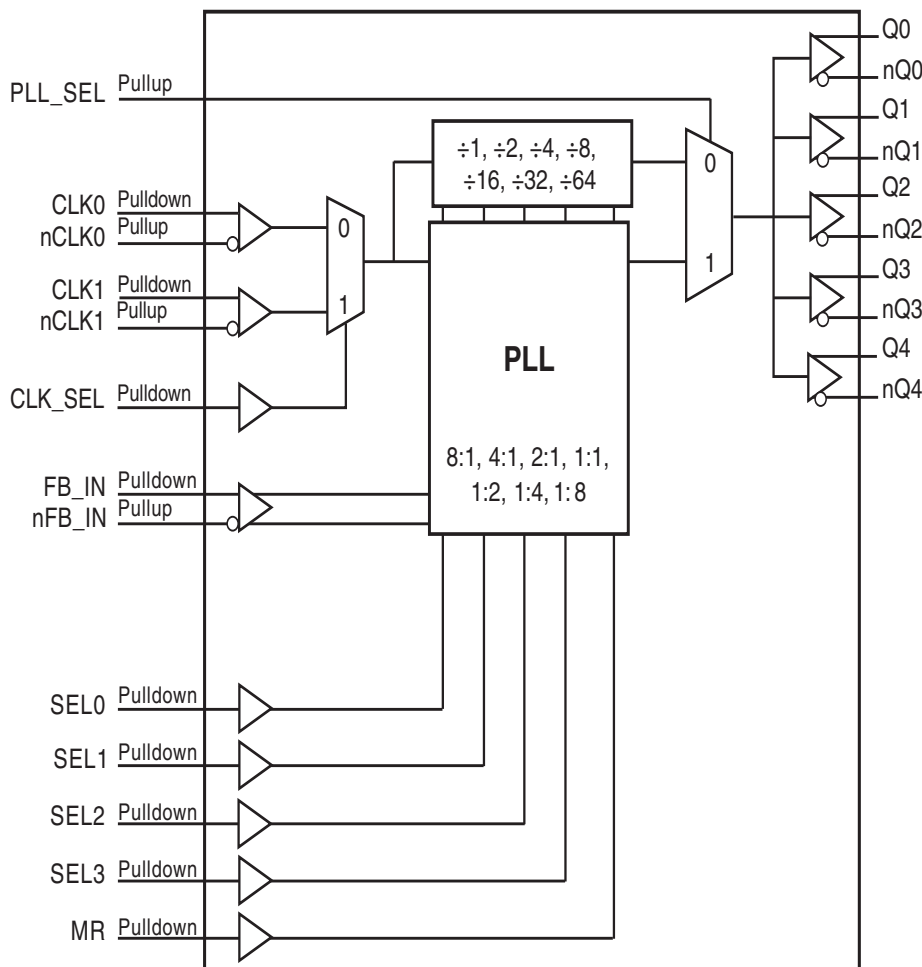 PLL_SEL Pullup
÷1, ÷2, ÷4, ÷8,
÷16, ÷32, ÷64
0
1
CLK0 Pulldown
nCLK0 Pullup
CLK1 Pulldown
nCLK1 Pullup
0
1
CLK_SEL Pulldown
PLL
8:1, 4:1, 2:1, 1:1,
1:2, 1:4, 1:8
FB_IN Pulldown
nFB_IN Pullup
SEL0 Pulldown
SEL1 Pulldown
SEL2 Pulldown
SEL3 Pulldown
MR Pulldown
Q0
nQ0
Q1
nQ1
Q2
nQ2
Q3
nQ3
Q4
nQ4